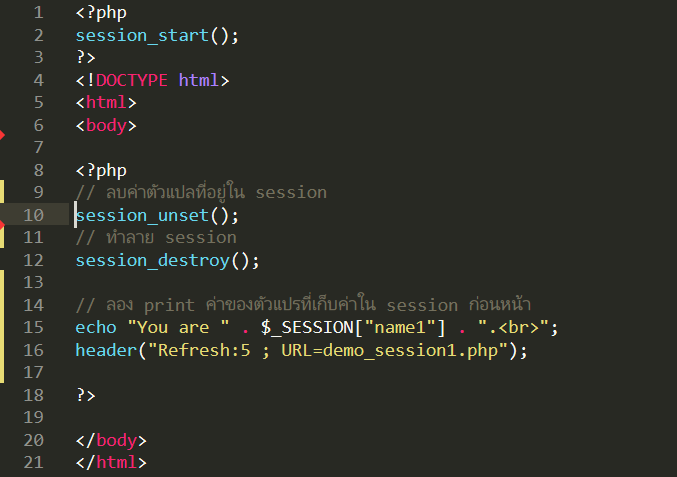 1 <?php
2 session_start();
3 ?>
4 <!DOCTYPE html>
5 <html>
6 <body>
7
8 <?php
9 // ลบค่าตัวแปลที่อยู่ใน session
10 session_unset();
11 // ทำลาย session
12 session_destroy();
13
14 // ลอง print ค่าของตัวแปรที่เก็บค่าใน session ก่อนหน้า
15 echo "You are " . $_SESSION["name1"] . ".<br>";
16 header("Refresh:5 ; URL=demo_session1.php");
17
18 ?>
19
20 </body>
21 </html>